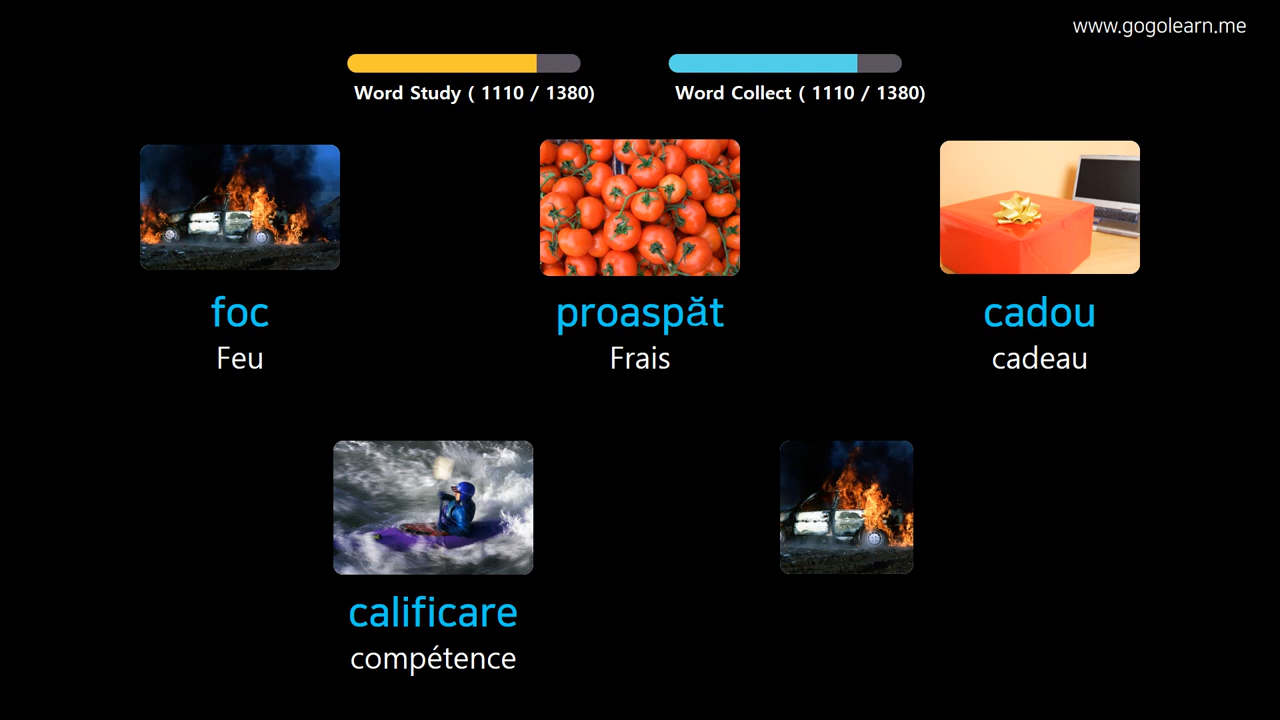 www.gogolearn.me
Word Study ( 1110 / 1380)
Word Collect ( 1110 / 1380)
foc
Feu
proaspăt
Frais
cadou
cadeau
calificare
compétence